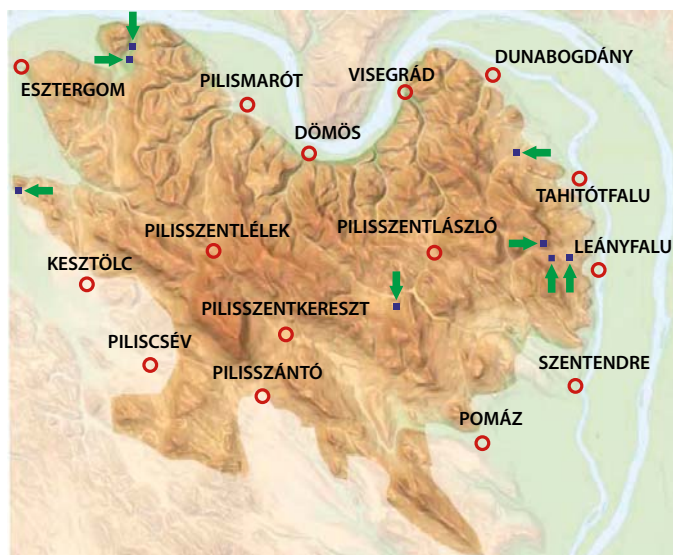 DUNABOGDÁNY
VISEGRÁD
ESZTERGOM
PILISMARÓT
DÖMÖS
TAHITÓTFALU
PILISSZENTLÉLEK
PILISSZENTLÁSZLÓ
LEÁNYFALU
KESZTÖLC
PILISSZENTKERESZT
PILISCSÉV
SZENTENDRE
PILISSZÁNTÓ
POMÁZ